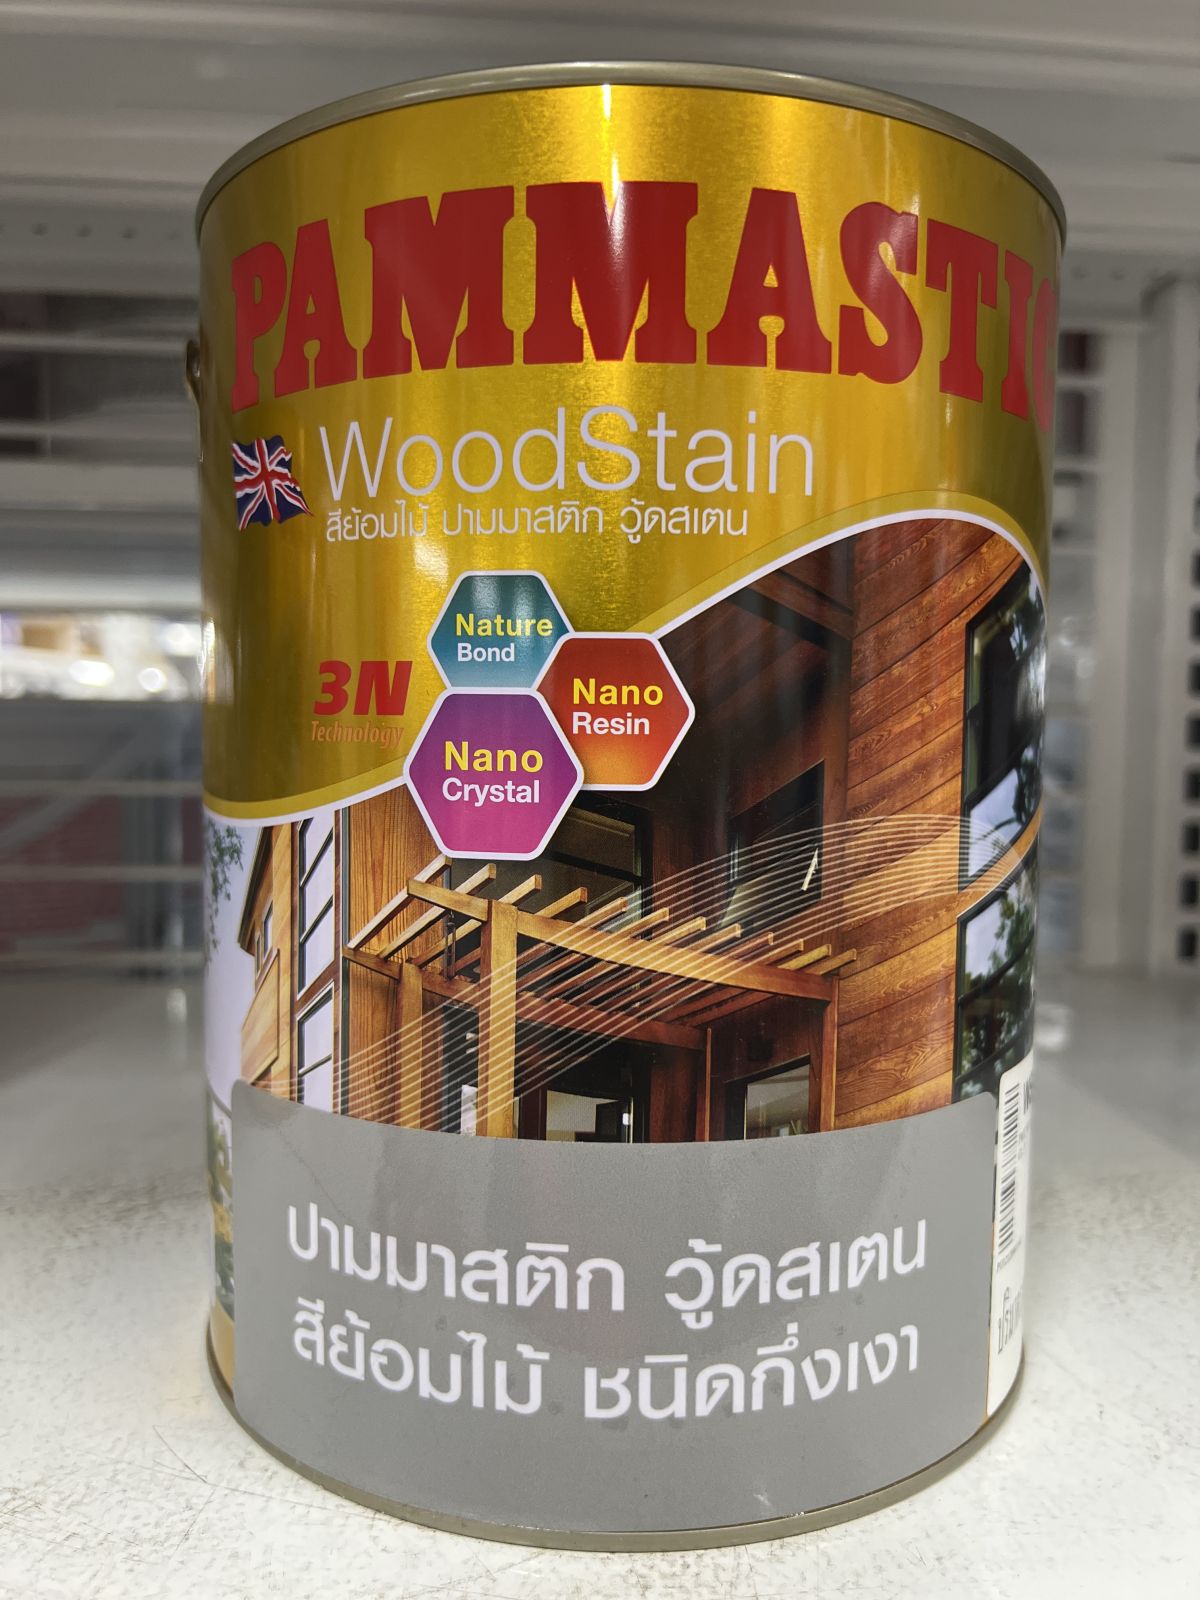 PAMMASTIC
WoodStain
สีย้อมไม้ ปามมาสติก วู้ดสเตน
Nature
Bond
3N
Technology
Nano
Resin
Nano
Crystal
ปามมาสติก วู้ดสเตน
สีย้อมไม้ ชนิดกึ่งเงา